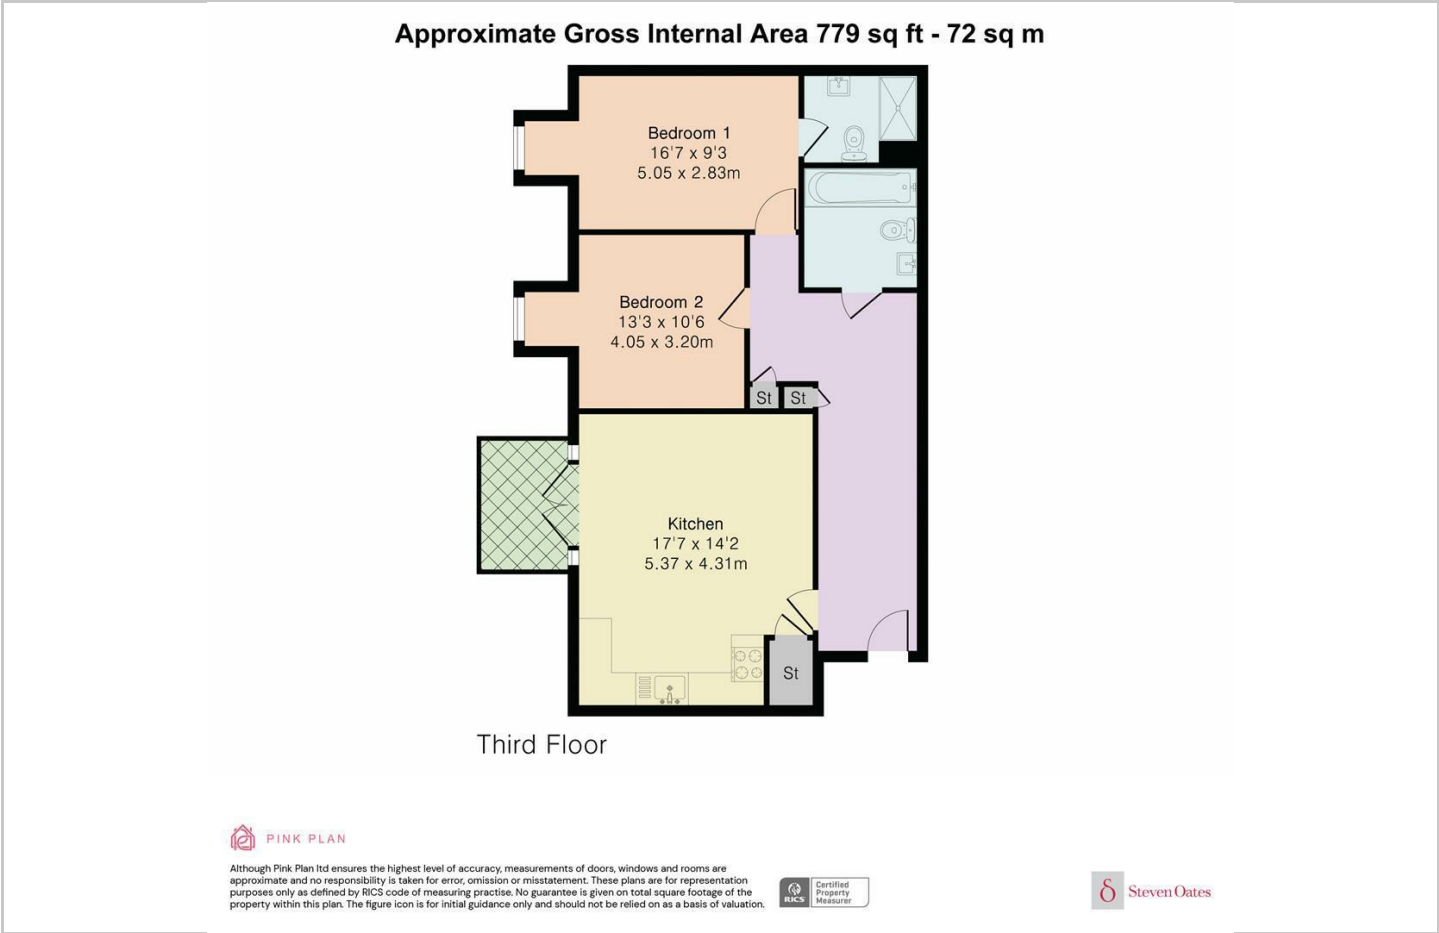 Approximate Gross Internal Area 779 sq ft - 72 sq m
Bedroom 1
16'7 x 9'3
5.05 x 2.83m
Bedroom 2
13'3 x 10'6
4.05 x 3.20m
St
St
Kitchen
17'7 x 14'2
5.37 x 4.31m
St
Third Floor
PINK PLAN
Although Pink Plan ltd ensures the highest level of accuracy, measurements of doors, windows and rooms are
approximate and no responsibility is taken for error, omission or misstatement. These plans are for representation
purposes only as defined by RICS code of measuring practise. No guarantee is given on total square footage of the
property within this plan. The figure icon is for initial guidance only and should not be relied on as a basis of valuation.
RICS
Certified
Property
Measurer
Steven Oates